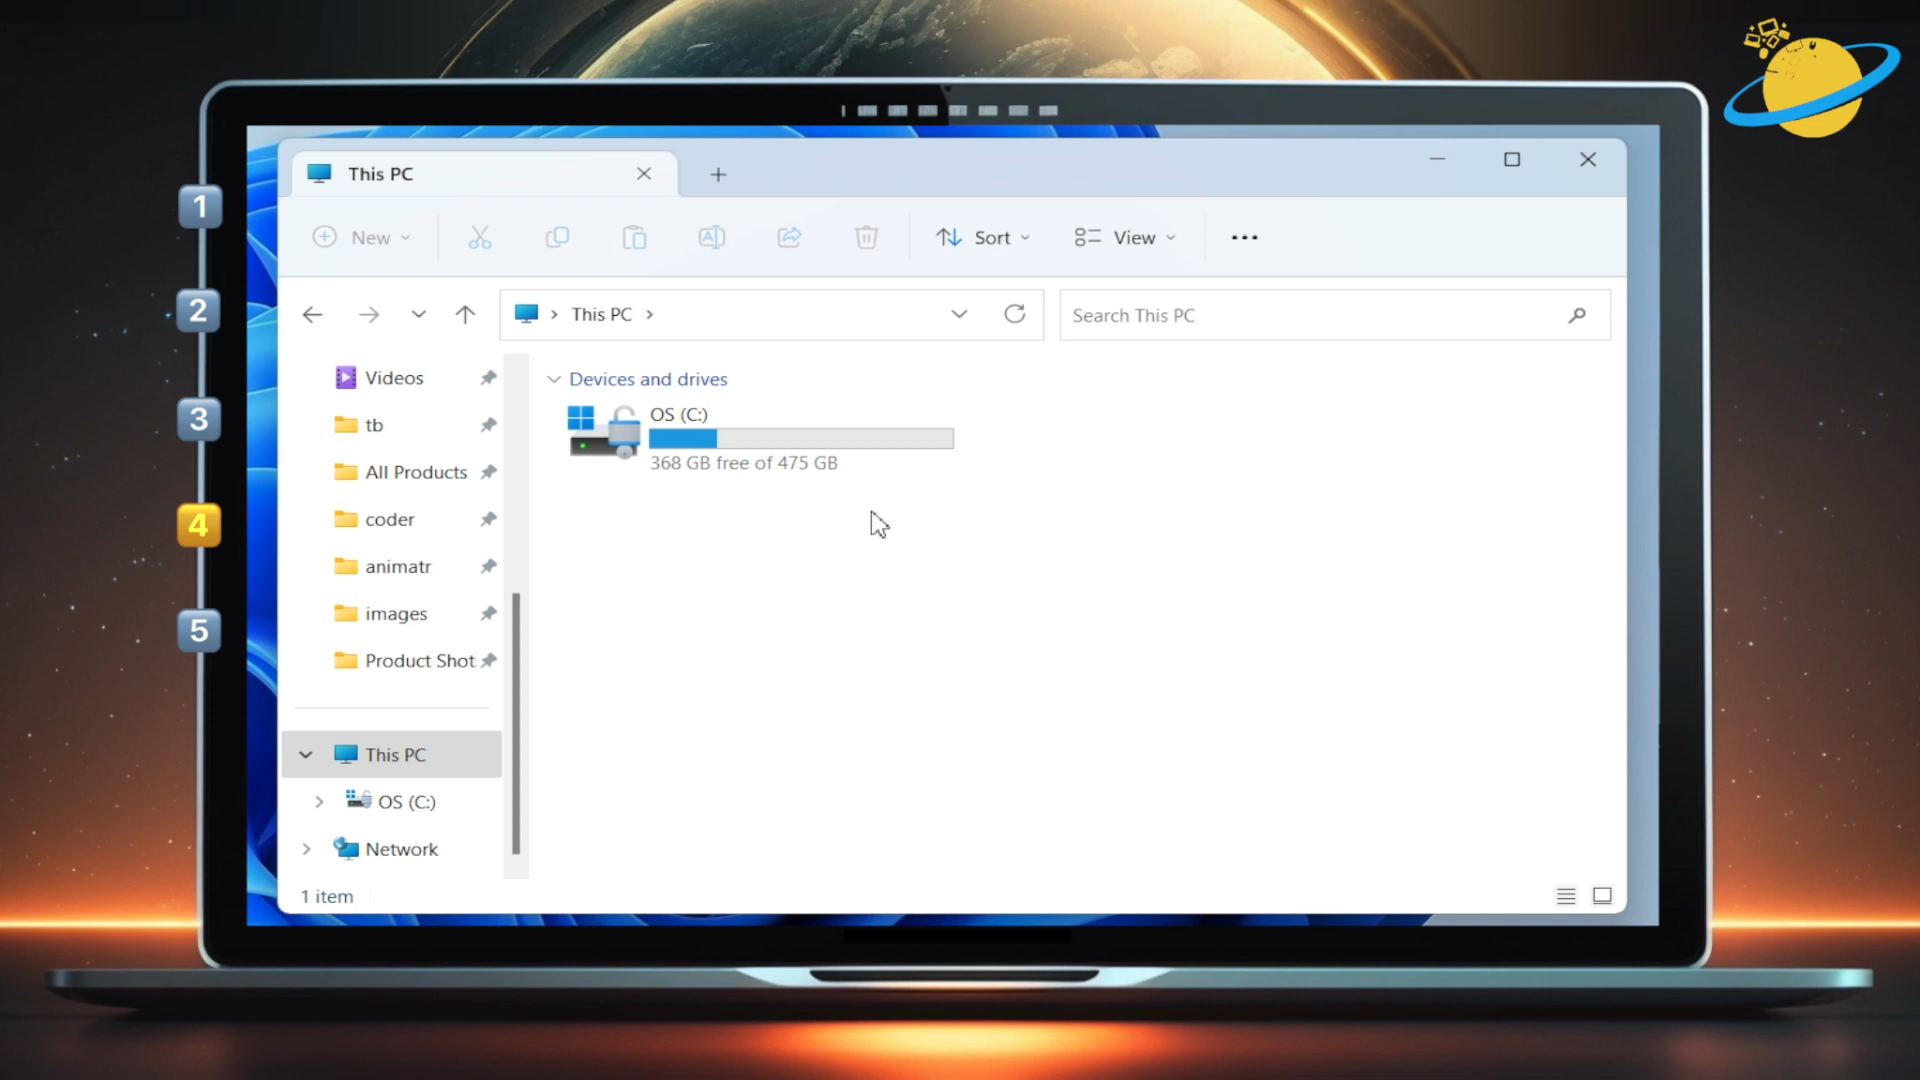 This PC
1
2
3
4
5
New
Sort
View
This PC
Search This PC
Videos
tb
All Products
coder
animatr
images
Product Shot
This PC
OS (C:)
Network
Devices and drives
OS (C:)
368 GB free of 475 GB
1 item